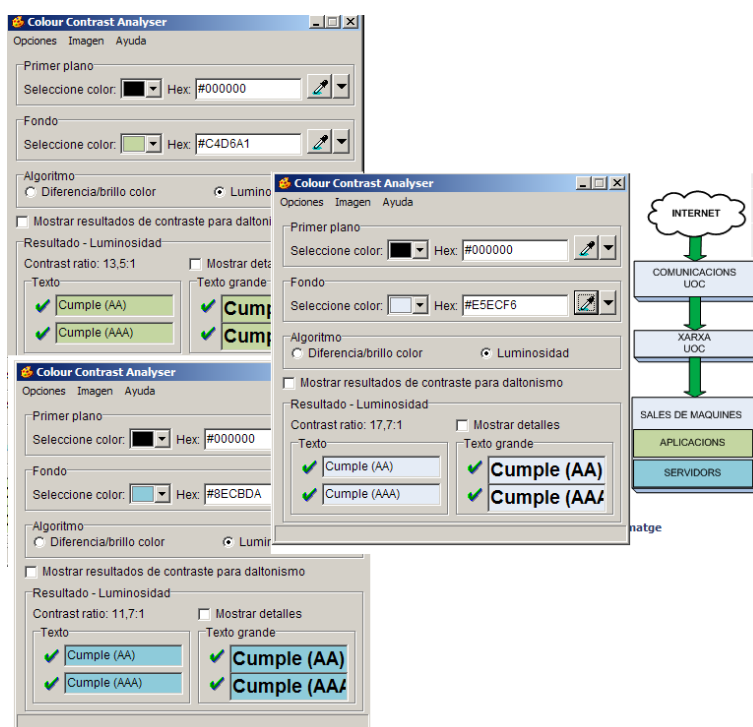 Colour Contrast Analyser
Opciones Imagen Ayuda
Primer plano
Seleccione color: Hex: #000000
Fondo
Seleccione color: Hex: #C4D6A1
Algoritmo
Diferencia/brillo color
Mostrar resultados de contraste para
Resultado - Luminosidad
Contrast ratio: 13,5:1
Mostrar
Texto
Texto grande
Cumple (AA)
Cumple (AAA)
Colour Contrast Analyser
Opciones Imagen Ayuda
Primer plano
Seleccione color: Hex: #000000
Fondo
Seleccione color: Hex: #E5ECF6
Algoritmo
Diferencia/brillo color Luminosidad
Mostrar resultados de contraste para daltonismo
Resultado - Luminosidad
Contrast ratio: 17,7:1 Mostrar detalles
Texto
Texto grande
Cumple (AA) Cumple (AA)
Cumple (AAA) Cumple (AAA
INTERNET
COMUNICACIONS
UOC
XARXA
UOC
SALES DE MAQUINES
APLICACIONS
SERVIDORS
matge
Colour Contrast Analyser
Opciones Imagen Ayuda
Primer plano
Seleccione color: Hex: #000000
Fondo
Seleccione color: Hex: #8ECBDA
Algoritmo
Diferencia/brillo color
Mostrar resultados de contraste para daltonismo
Resultado - Luminosidad
Contrast ratio: 11,7:1 Mostrar detalles
Texto
Texto grande
Cumple (AA) Cumple (AA)
Cumple (AAA) Cumple (AAA